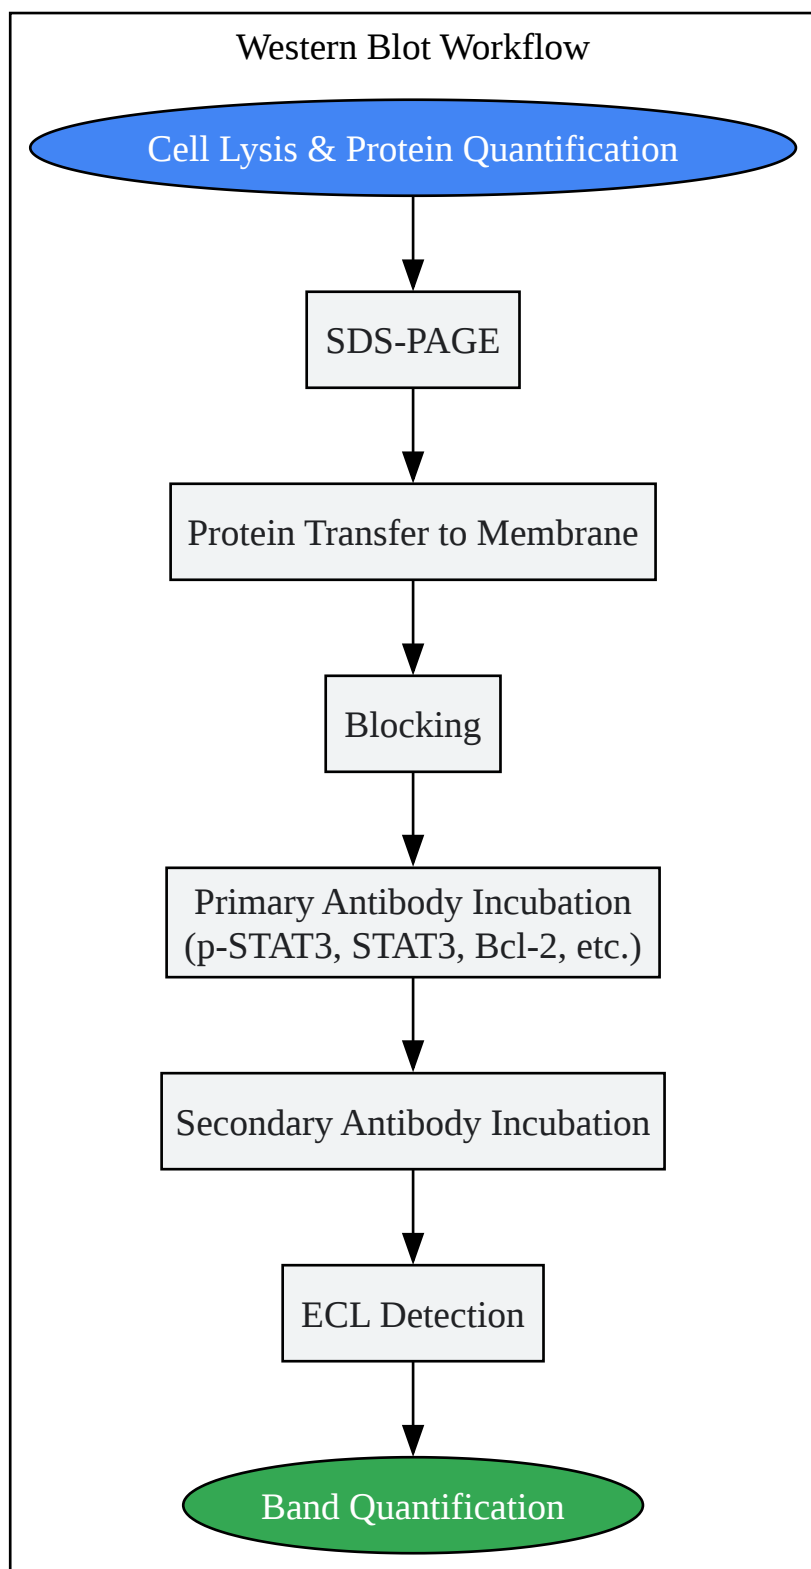 Western Blot Workflow
Cell Lysis & Protein Quantification
SDS-PAGE
Protein Transfer to Membrane
Blocking
Primary Antibody Incubation
(p-STAT3, STAT3, Bcl-2, etc.)
Secondary Antibody Incubation
ECL Detection
Band Quantification